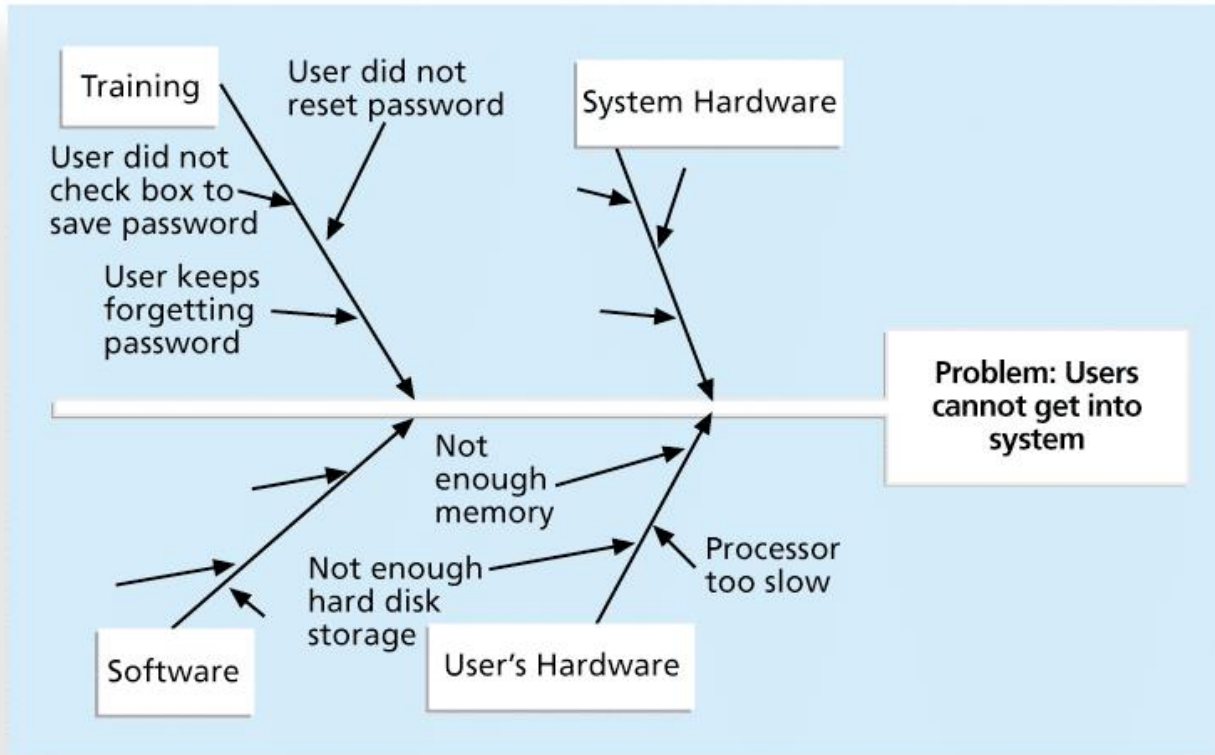 Training
User did not
reset password
System Hardware
User did not
check box to
save password
User keeps
forgetting
password
Problem: Users
cannot get into
system
Not
enough
memory
Not enough
hard disk
storage
Processor
too slow
Software
User's Hardware